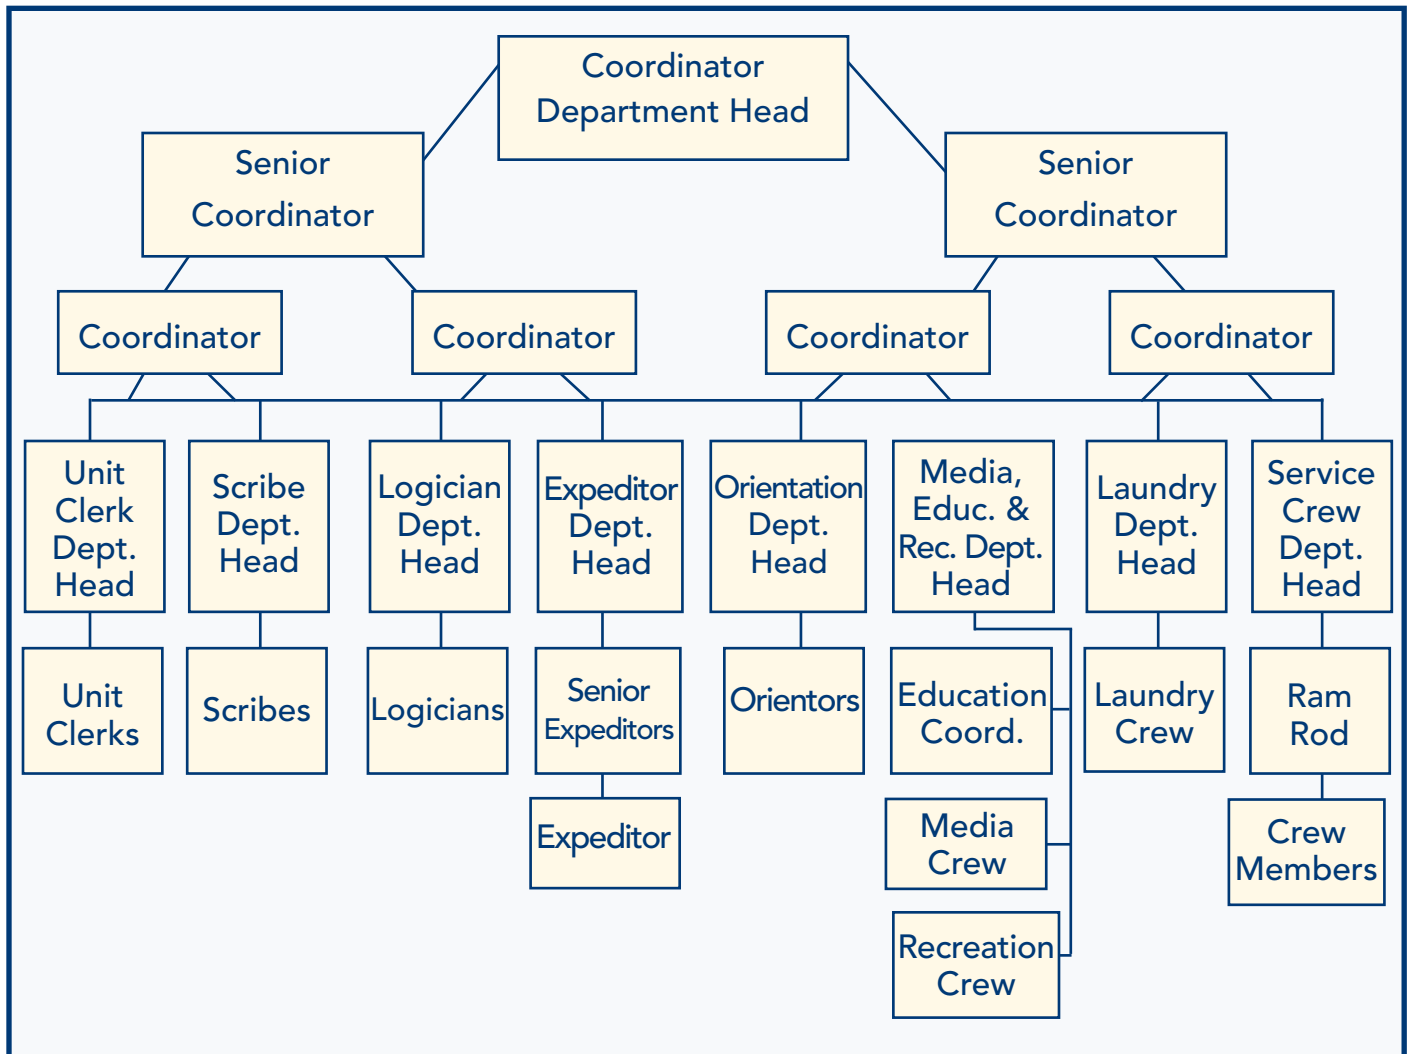 Coordinator
Department Head
Senior
Coordinator
Senior
Coordinator
Coordinator
Coordinator
Coordinator
Coordinator
Unit
Clerk
Dept.
Head
Scribe
Dept.
Head
Logician
Dept.
Head
Expeditor
Dept.
Head
Orientation
Dept.
Head
Media,
Educ. &
Rec. Dept.
Head
Laundry
Dept.
Head
Service
Crew
Dept.
Head
Unit
Clerks
Scribes
Logicians
Senior
Expeditors
Orientors
Education
Coord.
Laundry
Crew
Ram
Rod
Expeditor
Media
Crew
Crew
Members
Recreation
Crew